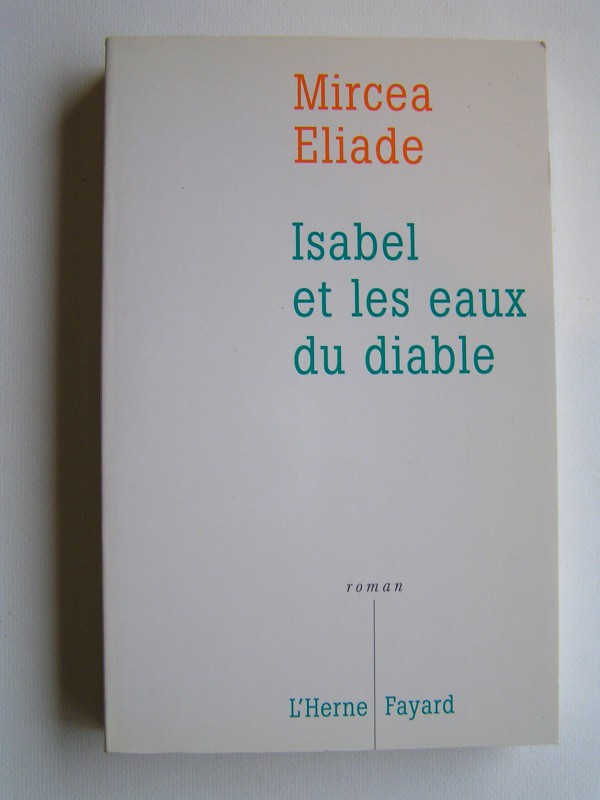 Mircea
Eliade
Isabel
et les eaux
du diable
roman
L'Herne Fayard